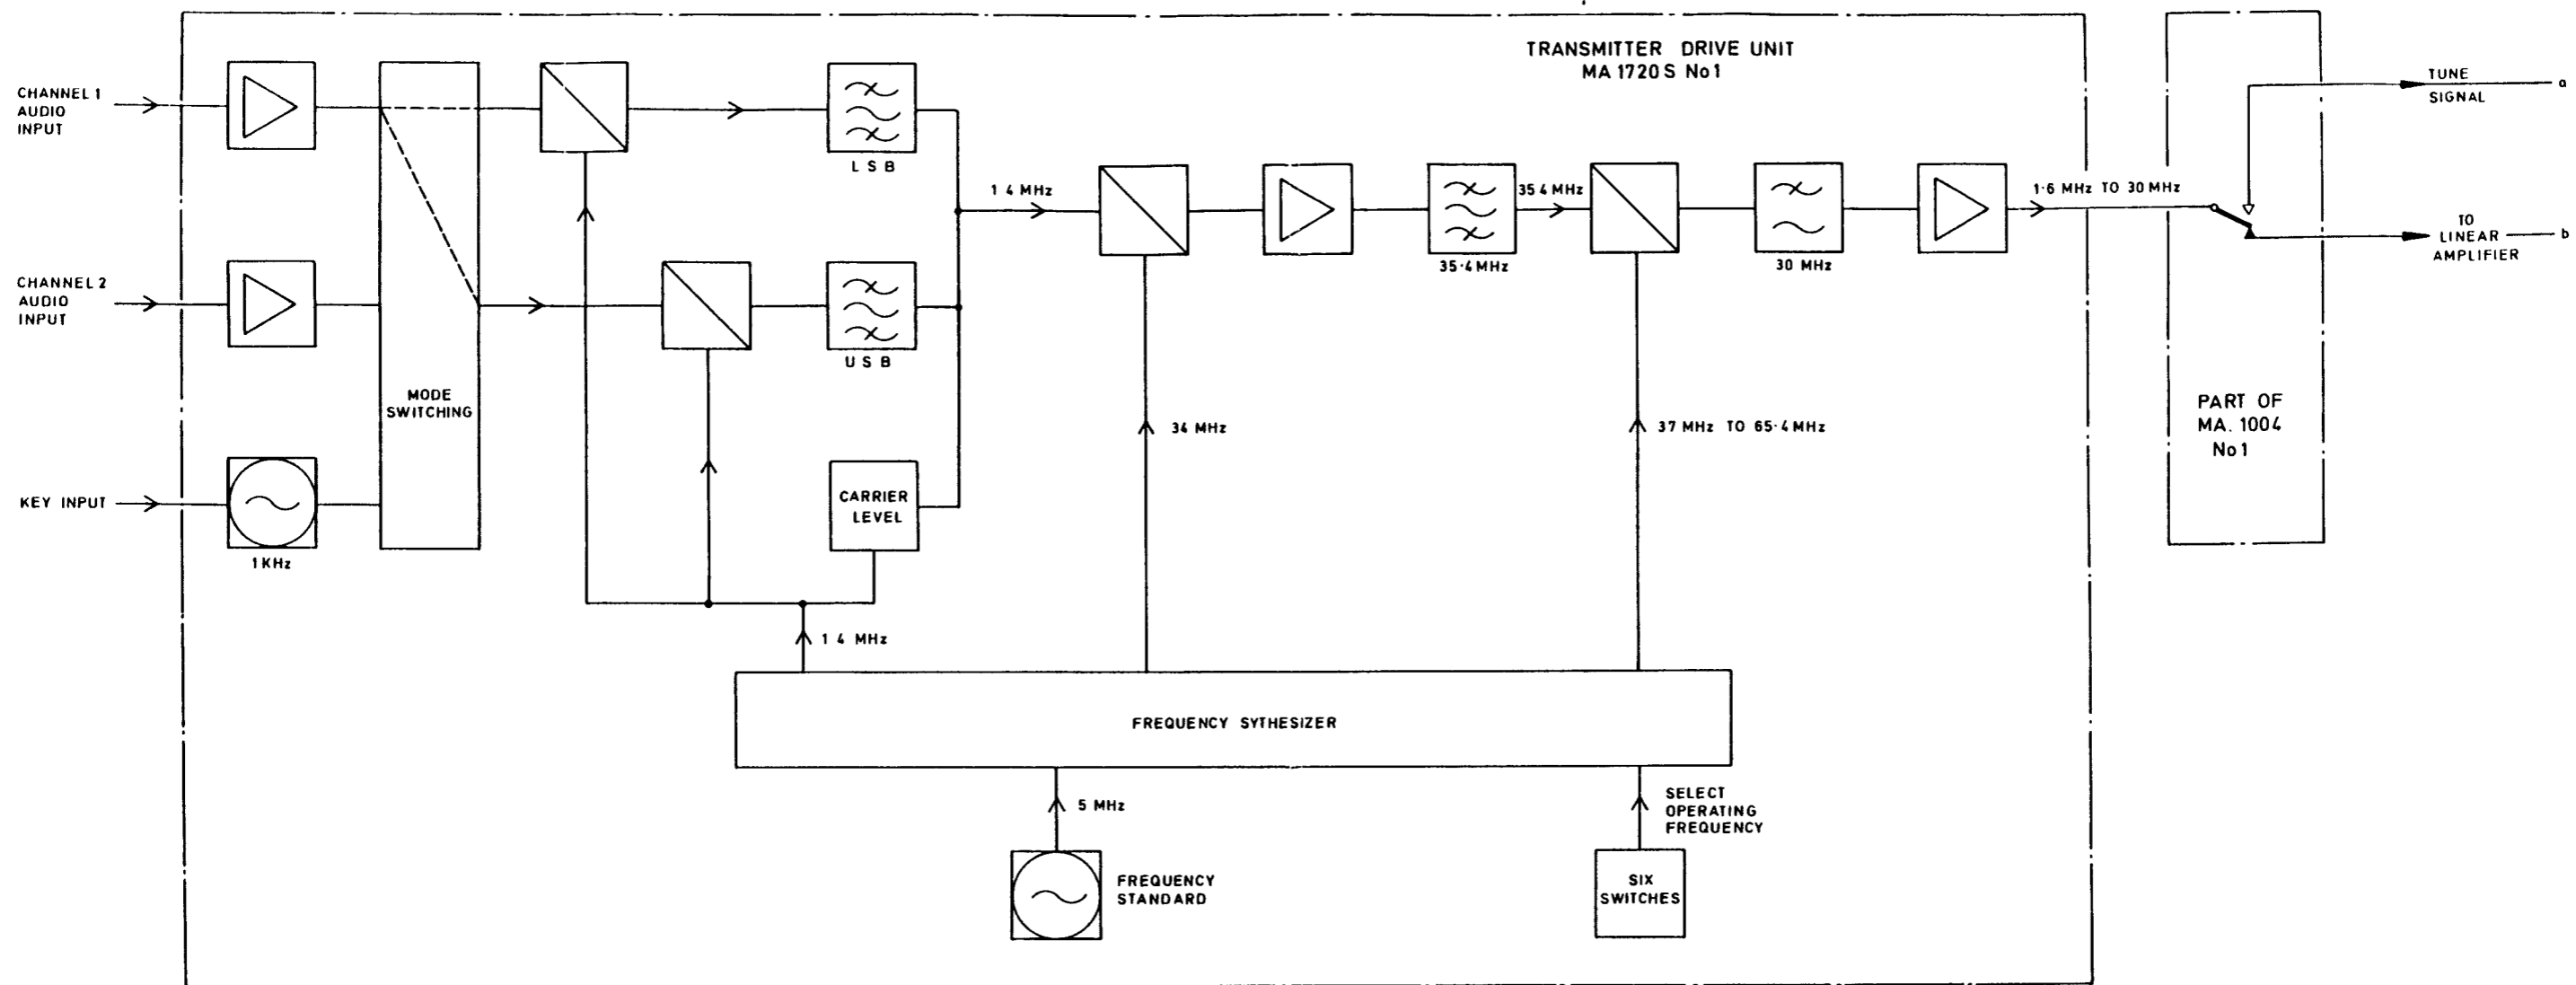 TRANSMITTER DRIVE UNIT
MA 1720 S No 1
CHANNEL 1
AUDIO
INPUT
L S B
CHANNEL 2
AUDIO
INPUT
U S B
MODE
SWITCHING
KEY INPUT
1 KHz
CARRIER
LEVEL
1 4 MHz
1 4 MHz
34 MHz
35·4 MHz
35 4 MHz
37 MHz TO 65·4 MHz
30 MHz
1·6 MHz TO 30 MHz
TUNE
SIGNAL
a
TO
LINEAR
AMPLIFIER
b
PART OF
MA. 1004
No 1
FREQUENCY SYTHESIZER
5 MHz
FREQUENCY
STANDARD
SELECT
OPERATING
FREQUENCY
SIX
SWITCHES